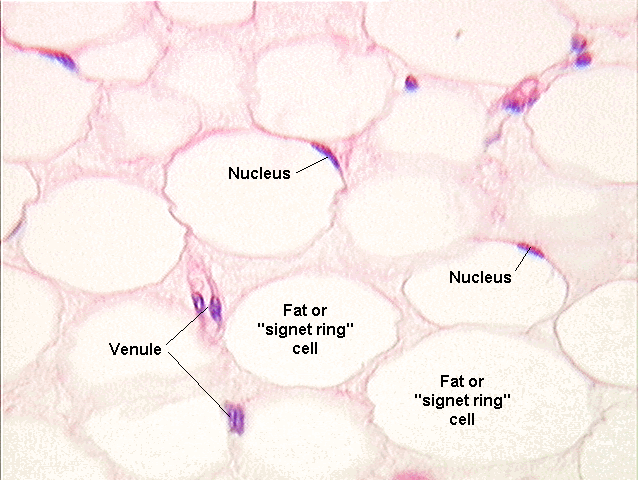 Nucleus
Nucleus
Fat or
"signet ring"
cell
Venule
Fat or
"signet ring"
cell